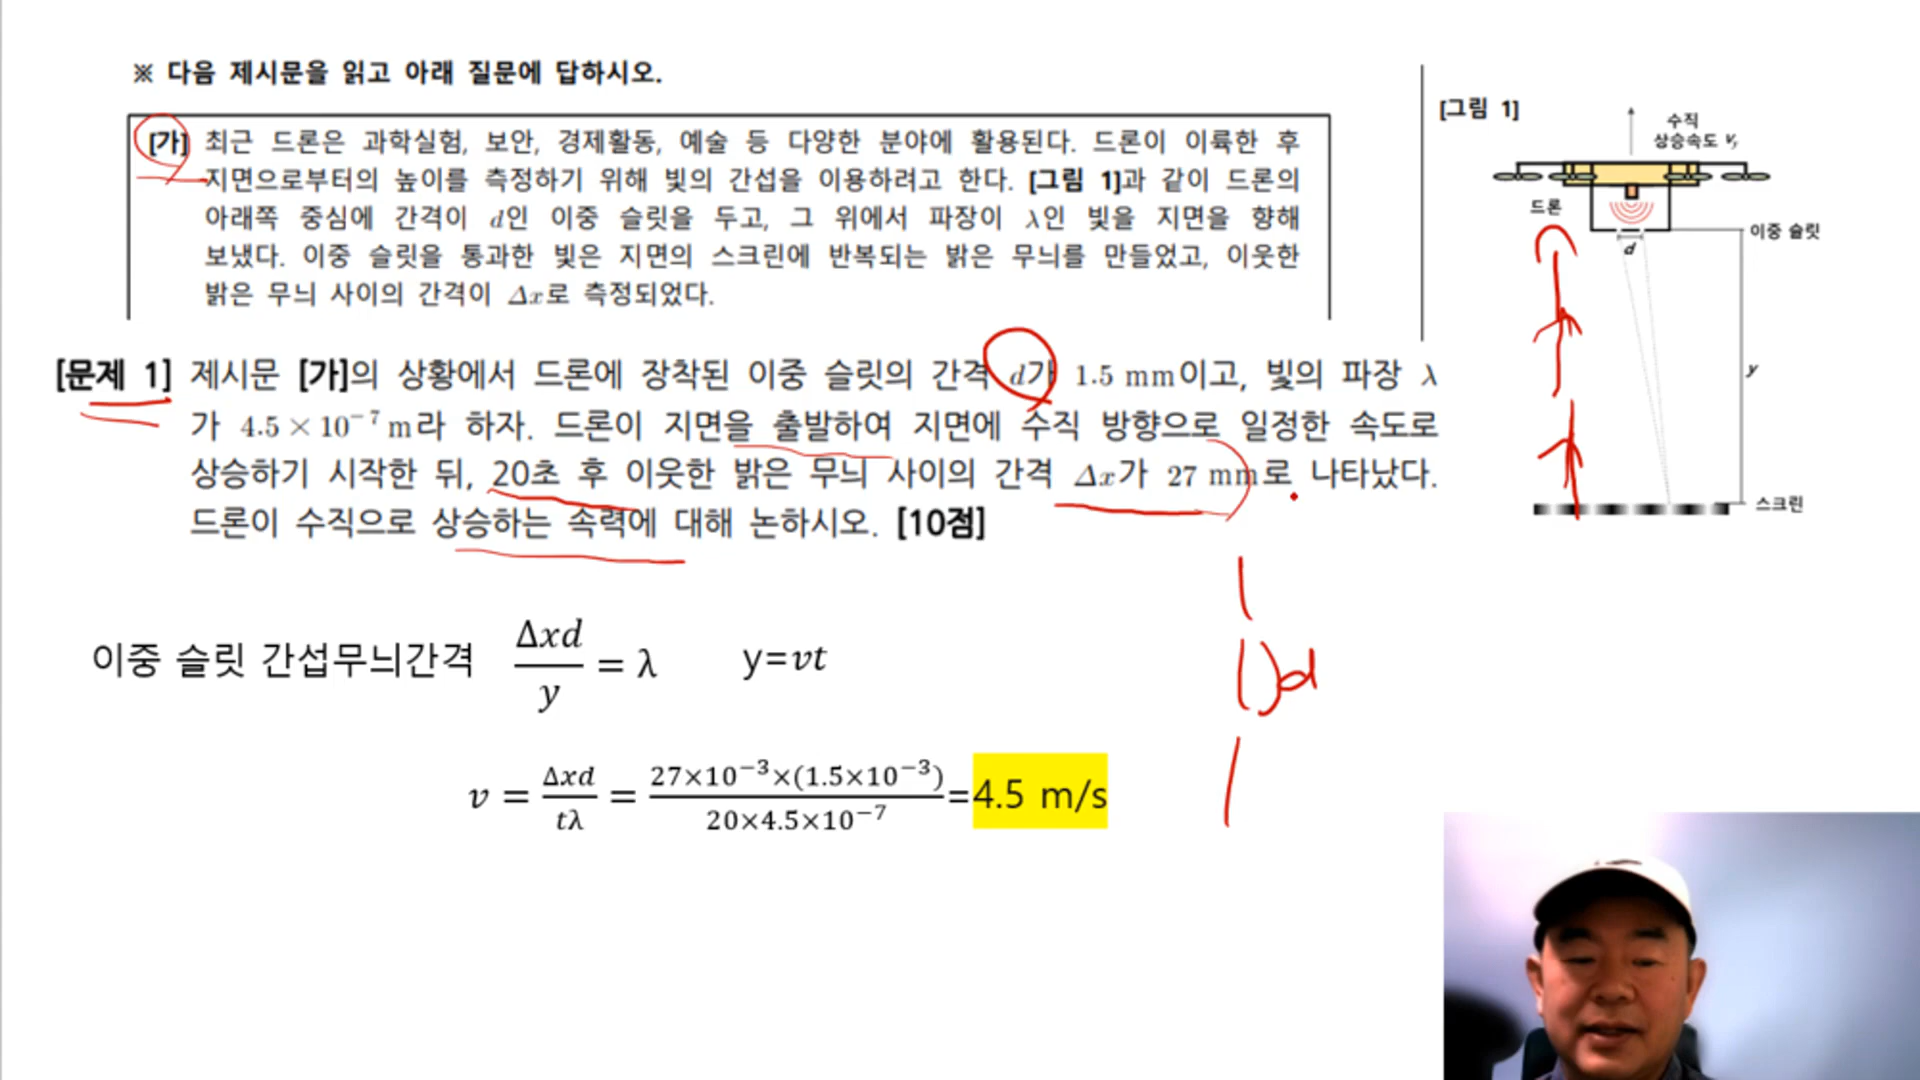 ※ 다음 제시문을 읽고 아래 질문에 답하시오.
[가] 최근 드론은 과학실험, 보안, 경제활동, 예술 등 다양한 분야에 활용된다. 드론이 이륙한 후
지면으로부터의 높이를 측정하기 위해 빛의 간섭을 이용하려고 한다. [그림 1]과 같이 드론의
아래쪽 중심에 간격이 d인 이중 슬릿을 두고, 그 위에서 파장이 λ인 빛을 지면을 향해
보냈다. 이중 슬릿을 통과한 빛은 지면의 스크린에 반복되는 밝은 무늬를 만들었고, 이웃한
밝은 무늬 사이의 간격이 Δx로 측정되었다.
[그림 1]
수직
상승속도 Vy
드론
이중 슬릿
d
y
스크린
[문제 1] 제시문 [가]의 상황에서 드론에 장착된 이중 슬릿의 간격 d가 1.5 mm이고, 빛의 파장 λ
가 4.5×10⁻⁷m라 하자. 드론이 지면을 출발하여 지면에 수직 방향으로 일정한 속도로
상승하기 시작한 뒤, 20초 후 이웃한 밝은 무늬 사이의 간격 Δx가 27 mm로 나타났다.
드론이 수직으로 상승하는 속력에 대해 논하시오. [10점]
이중 슬릿 간섭무늬간격 Δxd/y = λ y=vt
d
v = Δxd/tλ = 27×10⁻³×(1.5×10⁻³)/20×4.5×10⁻⁷ =4.5 m/s